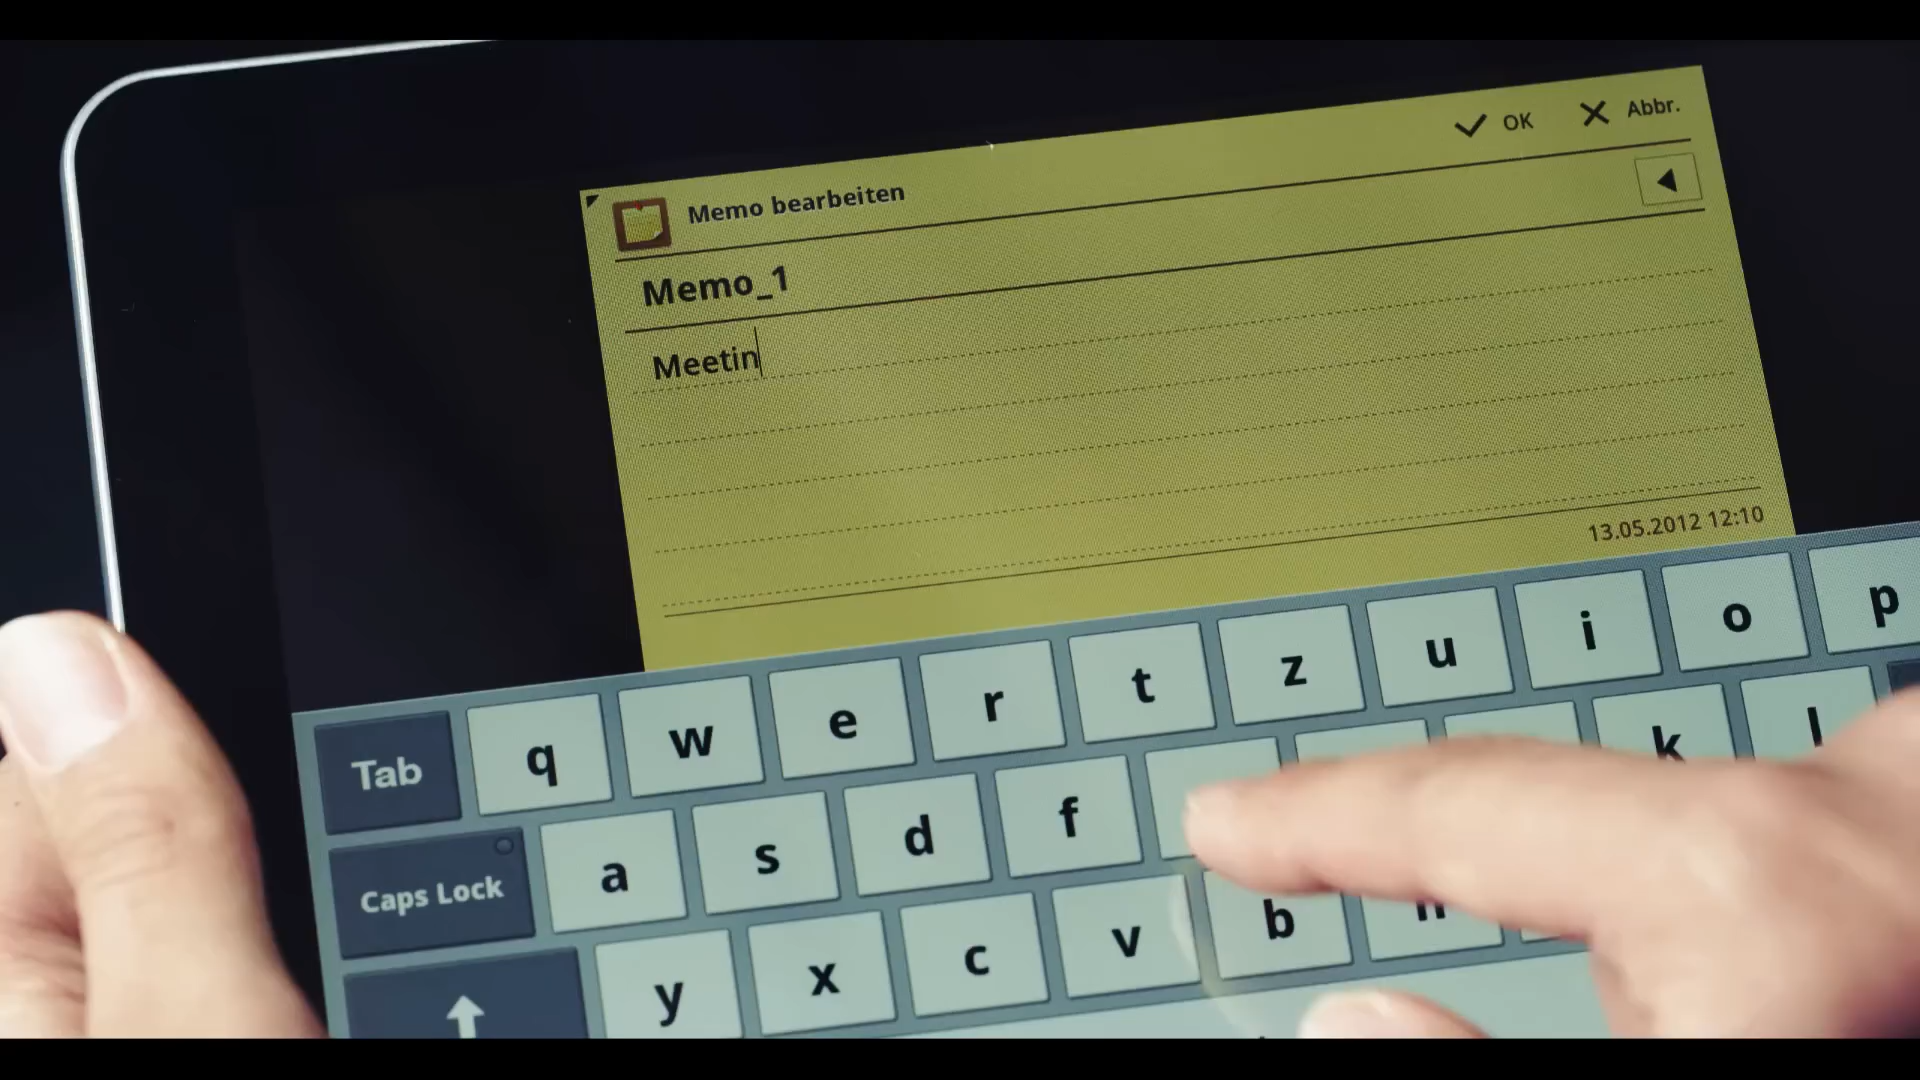 OK Abbr.
Memo bearbeiten
Memo_1
Meetin
13.05.2012 12:10
Tab q w e r t z u i o p
Caps Lock a s d f k l
y x c v b n